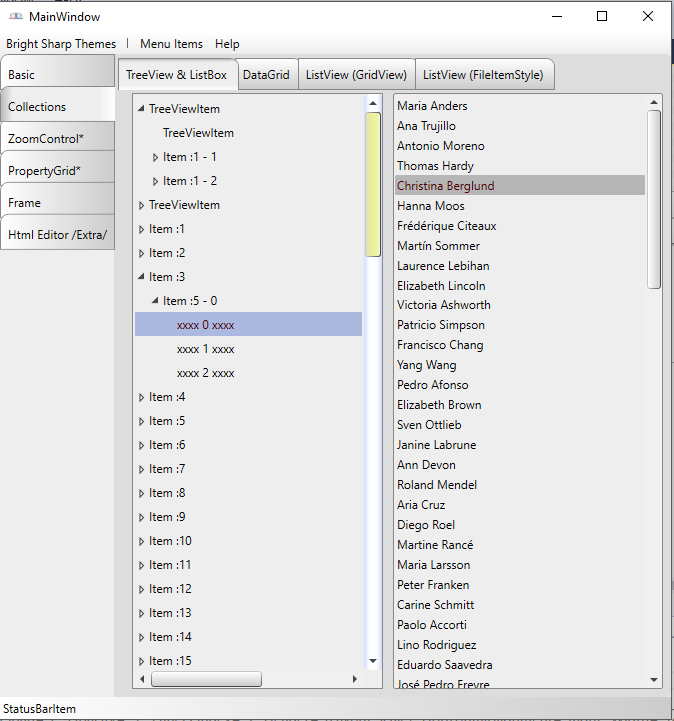 MainWindow
Bright Sharp Themes | Menu Items Help
Basic
Collections
ZoomControl*
PropertyGrid*
Frame
Html Editor /Extra/
TreeView & ListBox DataGrid ListView (GridView) ListView (FileItemStyle)
TreeViewItem
TreeViewItem
Item :1 - 1
Item :1 - 2
TreeViewItem
Item :1
Item :2
Item :3
Item :5 - 0
xxxx 0 xxxx
xxxx 1 xxxx
xxxx 2 xxxx
Item :4
Item :5
Item :6
Item :7
Item :8
Item :9
Item :10
Item :11
Item :12
Item :13
Item :14
Item :15
Maria Anders
Ana Trujillo
Antonio Moreno
Thomas Hardy
Christina Berglund
Hanna Moos
Frédérique Citeaux
Martín Sommer
Laurence Lebihan
Elizabeth Lincoln
Victoria Ashworth
Patricio Simpson
Francisco Chang
Yang Wang
Pedro Afonso
Elizabeth Brown
Sven Ottlieb
Janine Labrune
Ann Devon
Roland Mendel
Aria Cruz
Diego Roel
Martine Rancé
Maria Larsson
Peter Franken
Carine Schmitt
Paolo Accorti
Lino Rodriguez
Eduardo Saavedra
José Pedro Freyre
StatusBarItem